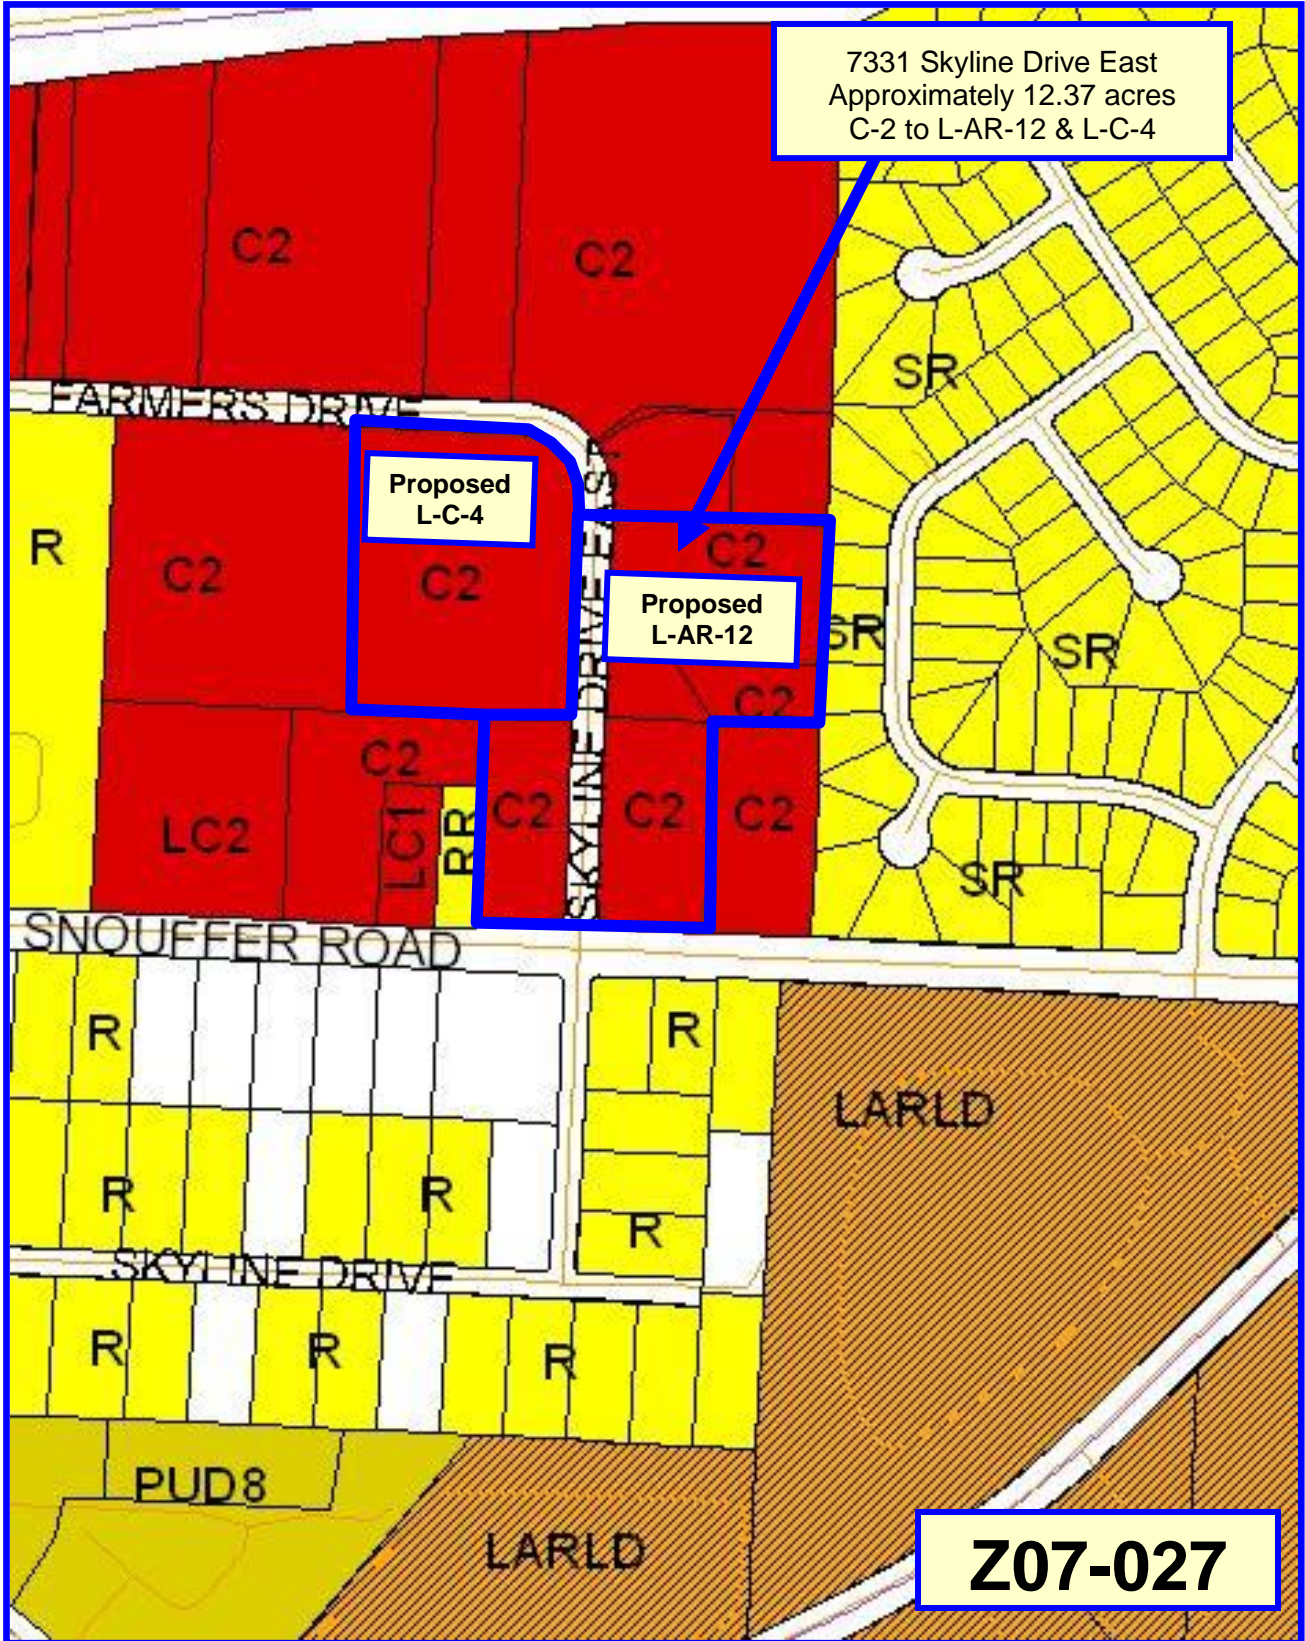 7331 Skyline Drive East
Approximately 12.37 acres
C-2 to L-AR-12 & L-C-4
C2
C2
SR
FARMERS DRIVE
Proposed
L-C-4
R
C2
C2
SKYLINE DRIVE EAST
C2
Proposed
L-AR-12
SR
SR
C2
C2
LC2
LC1
RR
C2
C2
C2
SR
SNOUFFER ROAD
R
R
LARLD
R
R
R
SKYLINE DRIVE
R
R
R
PUD8
LARLD
Z07-027